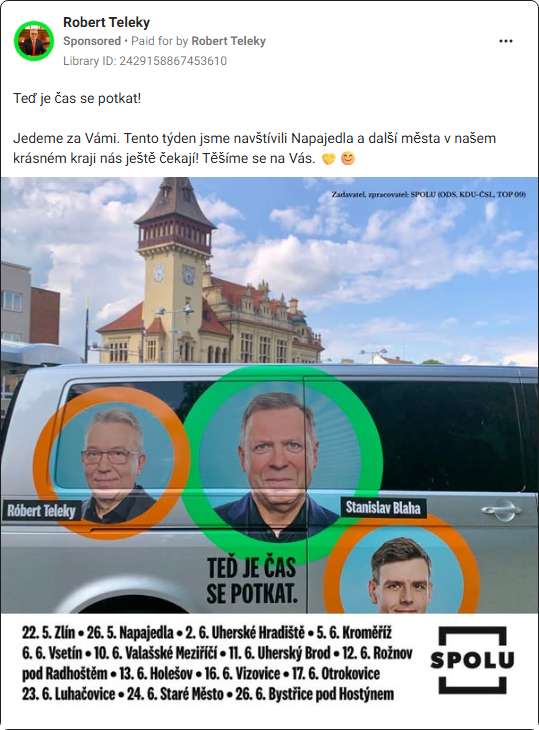 Robert Teleky
Sponsored • Paid for by Robert Teleky
Library ID: 2429158867453610
Teď je čas se potkat!
Jedeme za Vámi. Tento týden jsme navštívili Napajedla a další města v našem
krásném kraji nás ještě čekají! Těšíme se na Vás. 🤝 😊
Zadavatel, zpracovatel: SPOLU (ODS, KDU-ČSL, TOP 09)
Róbert Teleky
Stanislav Blaha
TEĎ JE ČAS
SE POTKAT.
22. 5. Zlín • 26. 5. Napajedla • 2. 6. Uherské Hradiště • 5. 6. Kroměříž
6. 6. Vsetín • 10. 6. Valašské Meziříčí • 11. 6. Uherský Brod • 12. 6. Rožnov
pod Radhoštěm • 13. 6. Holešov • 16. 6. Vizovice • 17. 6. Otrokovice
23. 6. Luhačovice • 24. 6. Staré Město • 26. 6. Bystřice pod Hostýnem
SPOLU